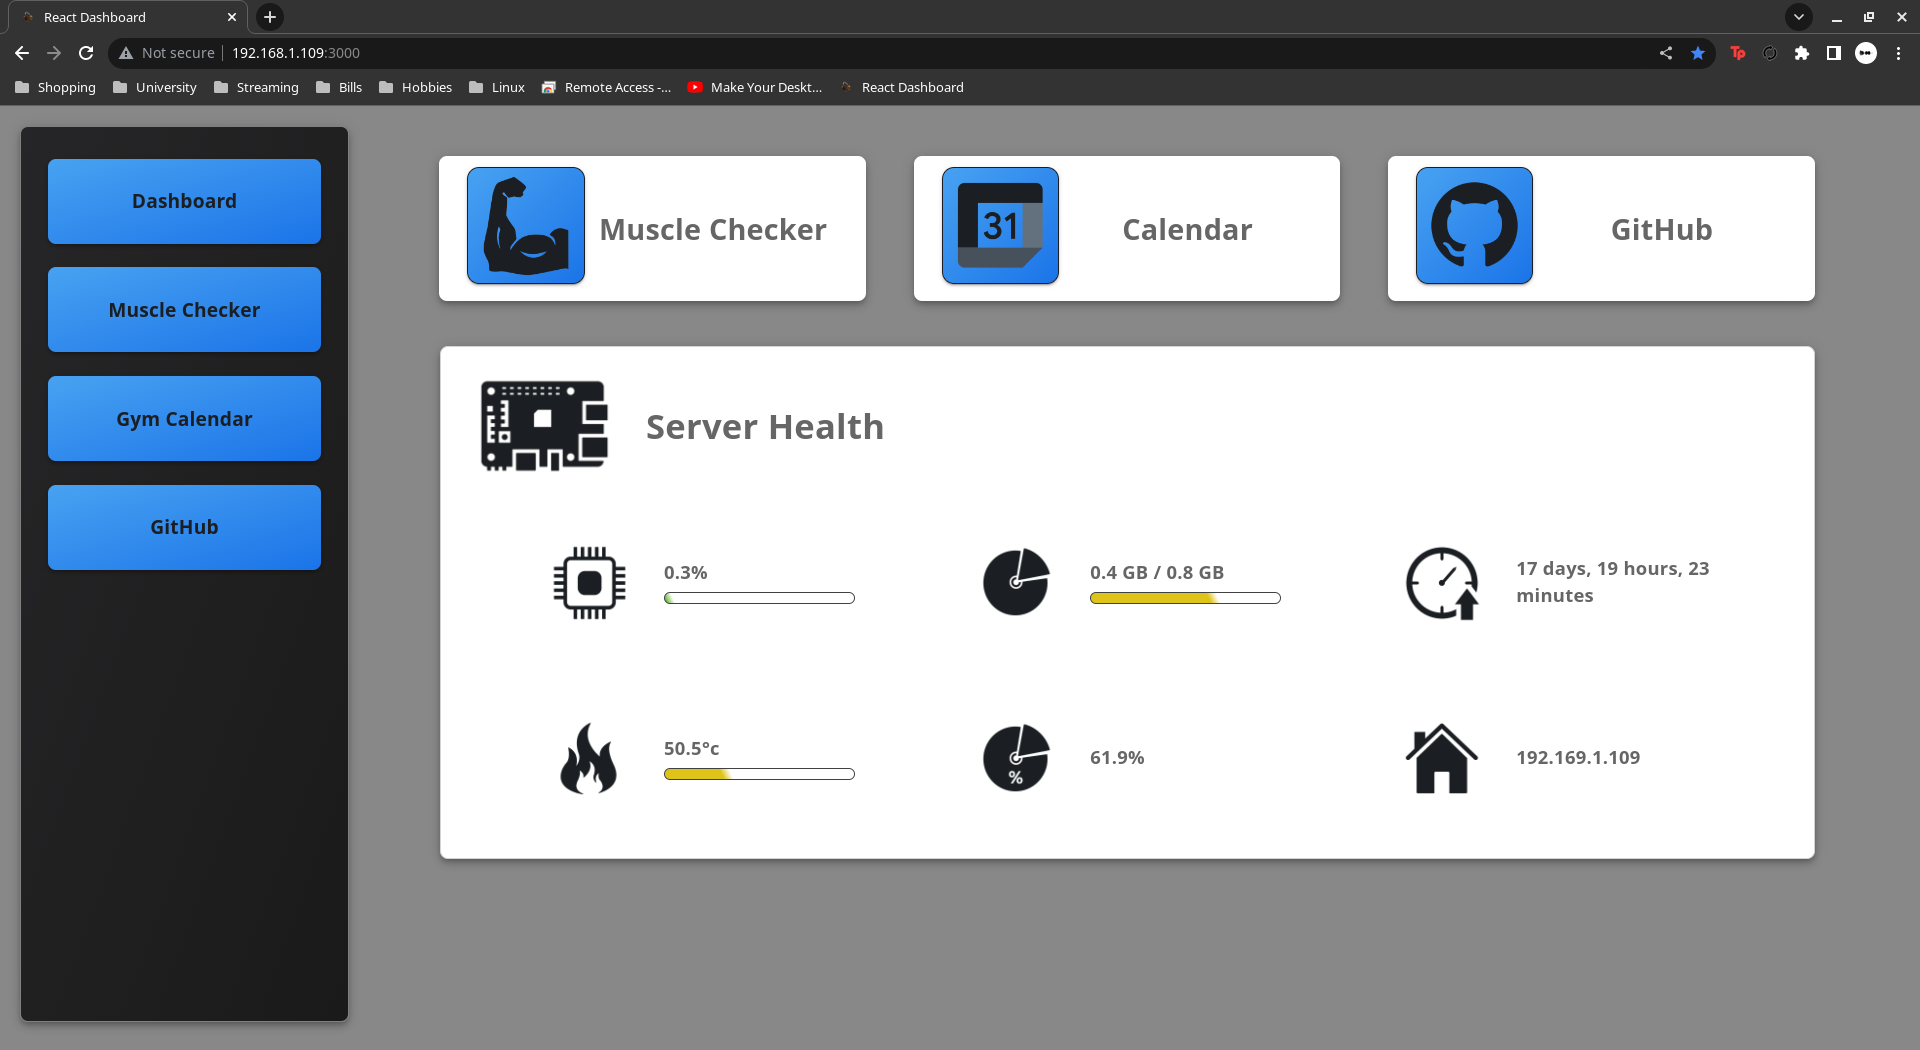 React Dashboard
Not secure
192.168.1.109:3000
Tp
Shopping
University
Streaming
Bills
Hobbies
Linux
Remote Access -...
Make Your Deskt...
React Dashboard
Dashboard
Muscle Checker
Gym Calendar
GitHub
Muscle Checker
31
Calendar
GitHub
Server Health
0.3%
0.4 GB / 0.8 GB
17 days, 19 hours, 23
minutes
50.5°c
%
61.9%
192.169.1.109